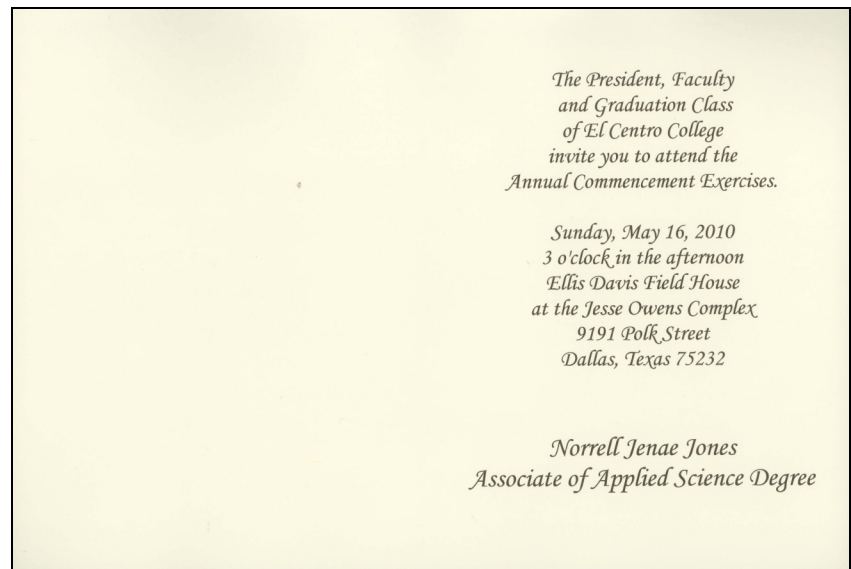 The President, Faculty
and Graduation Class
of El Centro College
invite you to attend the
Annual Commencement Exercises.
Sunday, May 16, 2010
3 o'clock in the afternoon
Ellis Davis Field House
at the Jesse Owens Complex
9191 Polk Street
Dallas, Texas 75232
Norrell Jenae Jones
Associate of Applied Science Degree